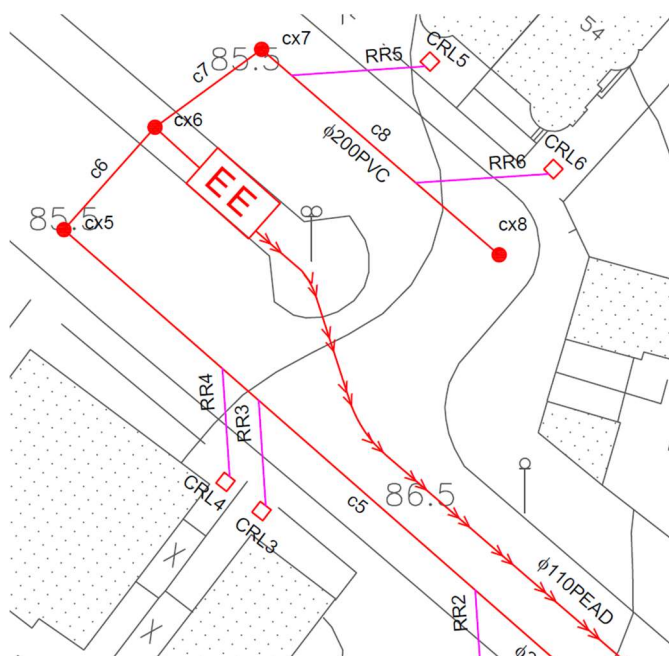 cx7
85.5
c7
RR5
CRL5
54
cx6
c8
ϕ200PVC
RR6
CRL6
c6
EE
85.5
cx5
cx8
RR4
RR3
CRL4
CRL3
c5
86.5
ϕ110PEAD
RR2